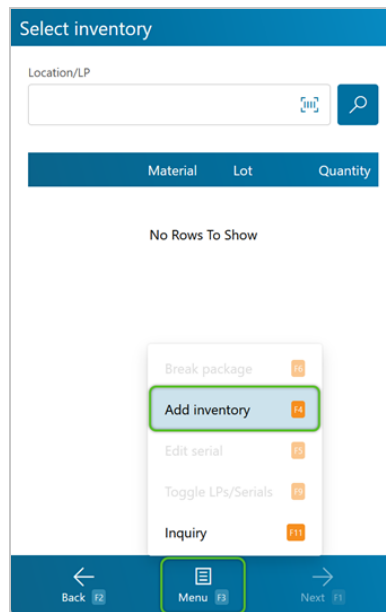 Select inventory
Location/LP
Material Lot Quantity
No Rows To Show
Break package F6
Add inventory F4
Edit serial F5
Toggle LPs/Serials F9
Inquiry F11
Back F2 Menu F3 Next F1